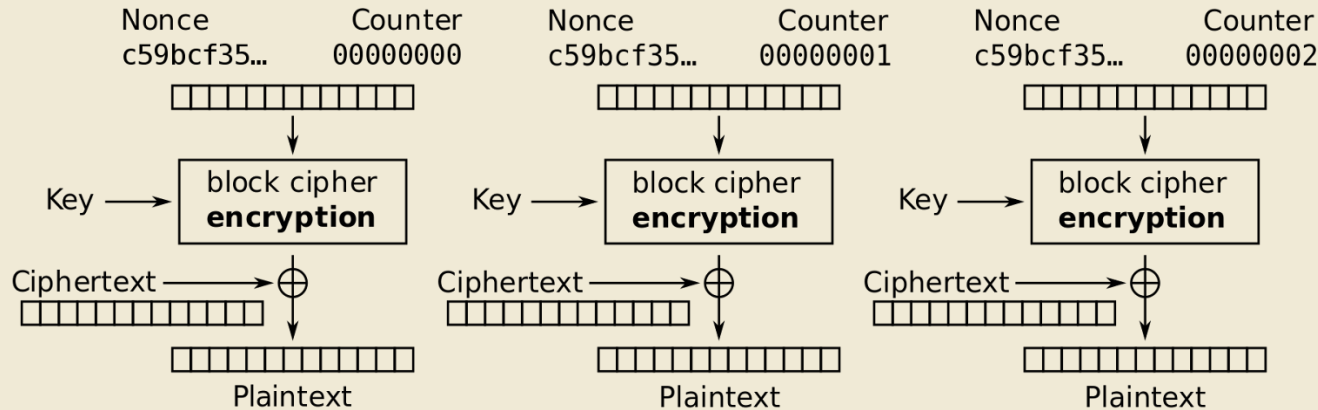 Nonce Counter Nonce Counter Nonce Counter
c59bcf35… 00000000 c59bcf35… 00000001 c59bcf35… 00000002
block cipher block cipher block cipher
Key encryption Key encryption Key encryption
Ciphertext Ciphertext Ciphertext
Plaintext Plaintext Plaintext